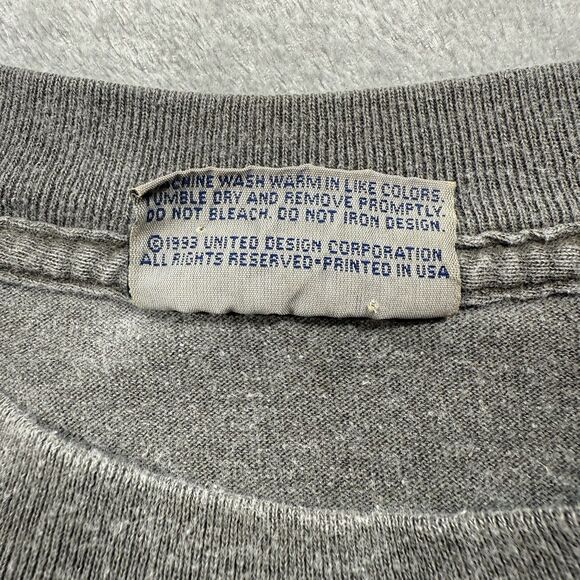 MACHINE WASH WARM IN LIKE COLORS.
TUMBLE DRY AND REMOVE PROMPTLY.
DO NOT BLEACH. DO NOT IRON DESIGN.
©1993 UNITED DESIGN CORPORATION
ALL RIGHTS RESERVED-PRINTED IN USA